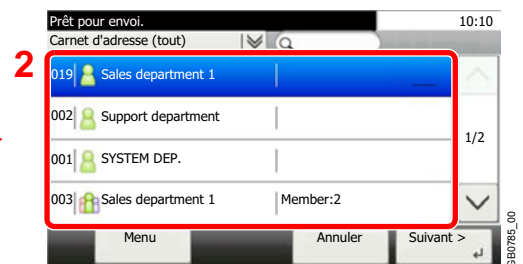 Prêt pour envoi. 10:10
Carnet d'adresse (tout)
2
019 Sales department 1
002 Support department
1/2
001 SYSTEM DEP.
003 Sales department 1 Member:2
Menu Annuler Suivant >
GB0785_00